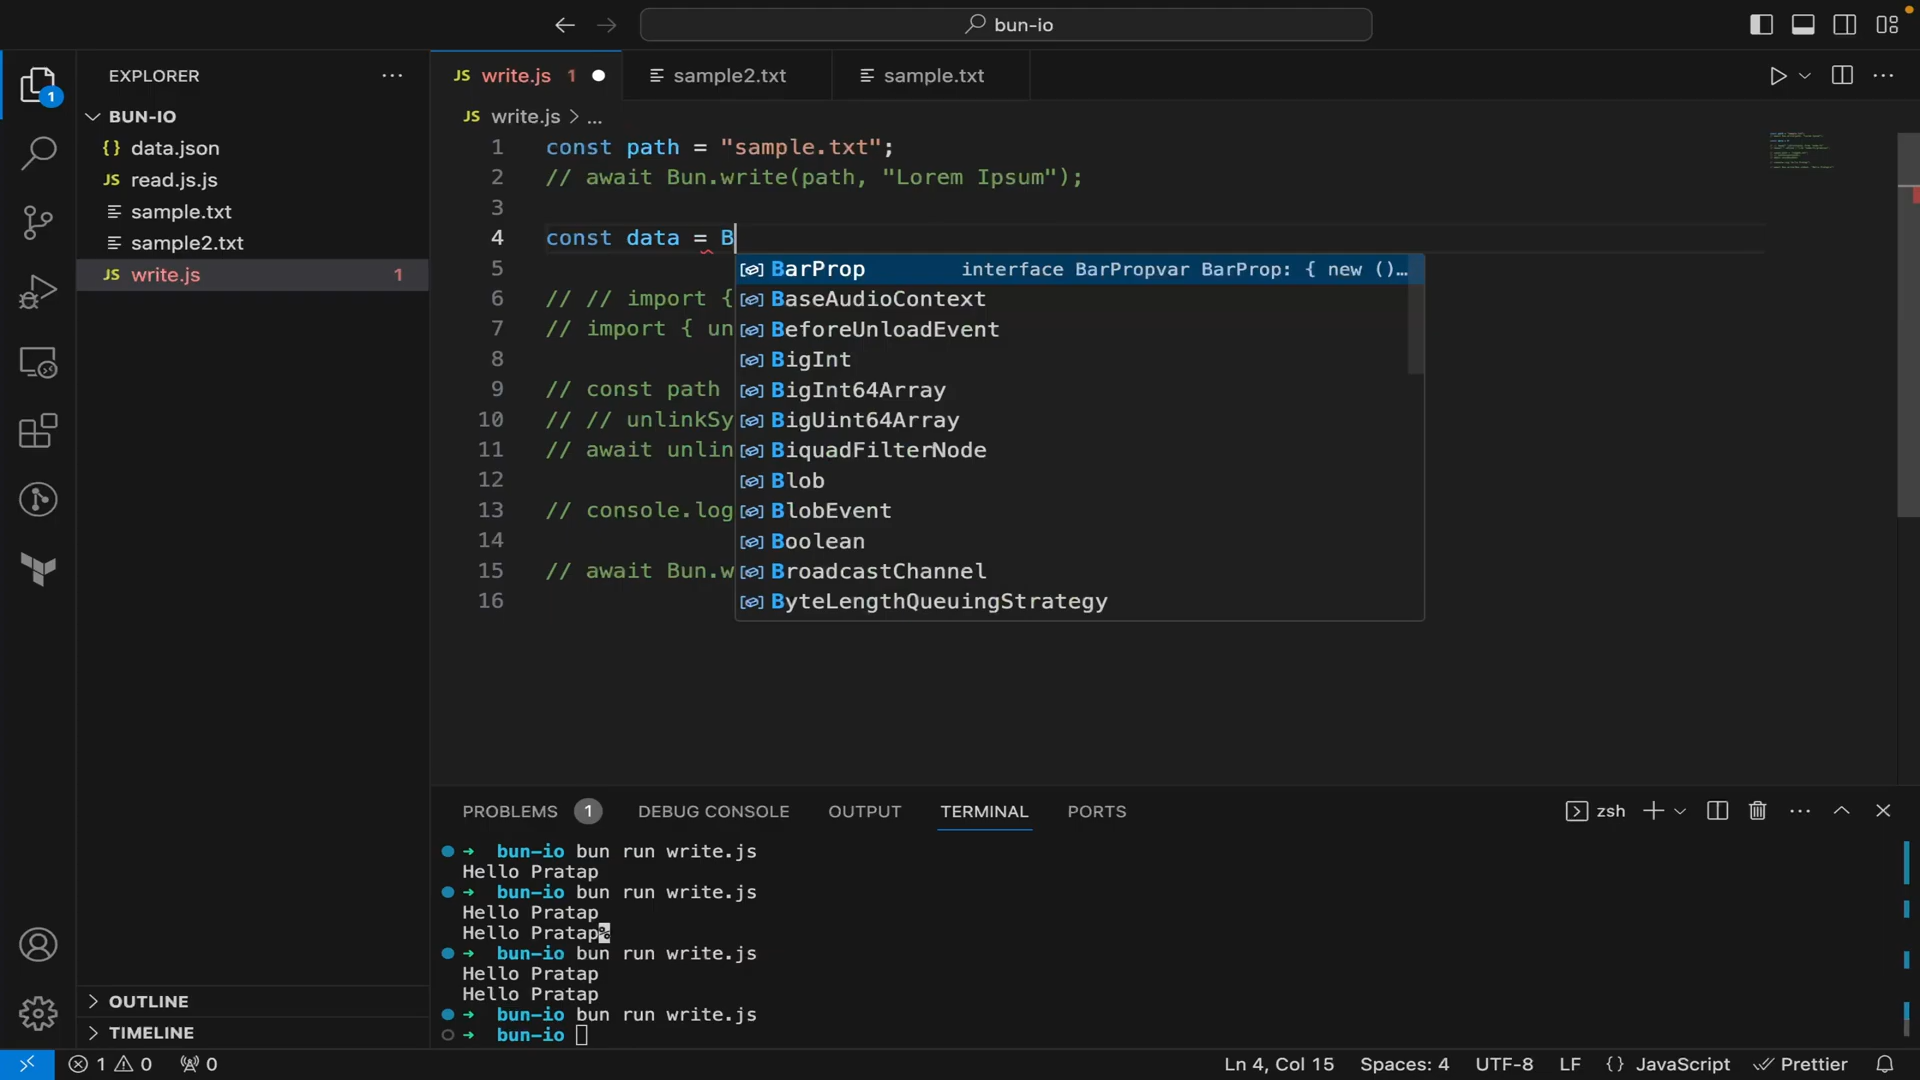 bun-io
EXPLORER
BUN-IO
data.json
read.js.js
sample.txt
sample2.txt
JS write.js 1
OUTLINE
TIMELINE
JS write.js 1
sample2.txt
sample.txt
JS write.js > ...
1 const path = "sample.txt";
2 // await Bun.write(path, "Lorem Ipsum");
3
4 const data = B
5
6 // // import {
7 // import { un
8
9 // const path
10 // // unlinkSy
11 // await unlin
12
13 // console.log
14
15 // await Bun.w
16
BarProp interface BarPropvar BarProp: { new ()…
BaseAudioContext
BeforeUnloadEvent
BigInt
BigInt64Array
BigUint64Array
BiquadFilterNode
Blob
BlobEvent
Boolean
BroadcastChannel
ByteLengthQueuingStrategy
PROBLEMS 1 DEBUG CONSOLE OUTPUT TERMINAL PORTS
zsh
bun-io bun run write.js
Hello Pratap
bun-io bun run write.js
Hello Pratap
Hello Pratap%
bun-io bun run write.js
Hello Pratap
Hello Pratap
bun-io bun run write.js
bun-io
1 0 0 Ln 4, Col 15 Spaces: 4 UTF-8 LF {} JavaScript Prettier